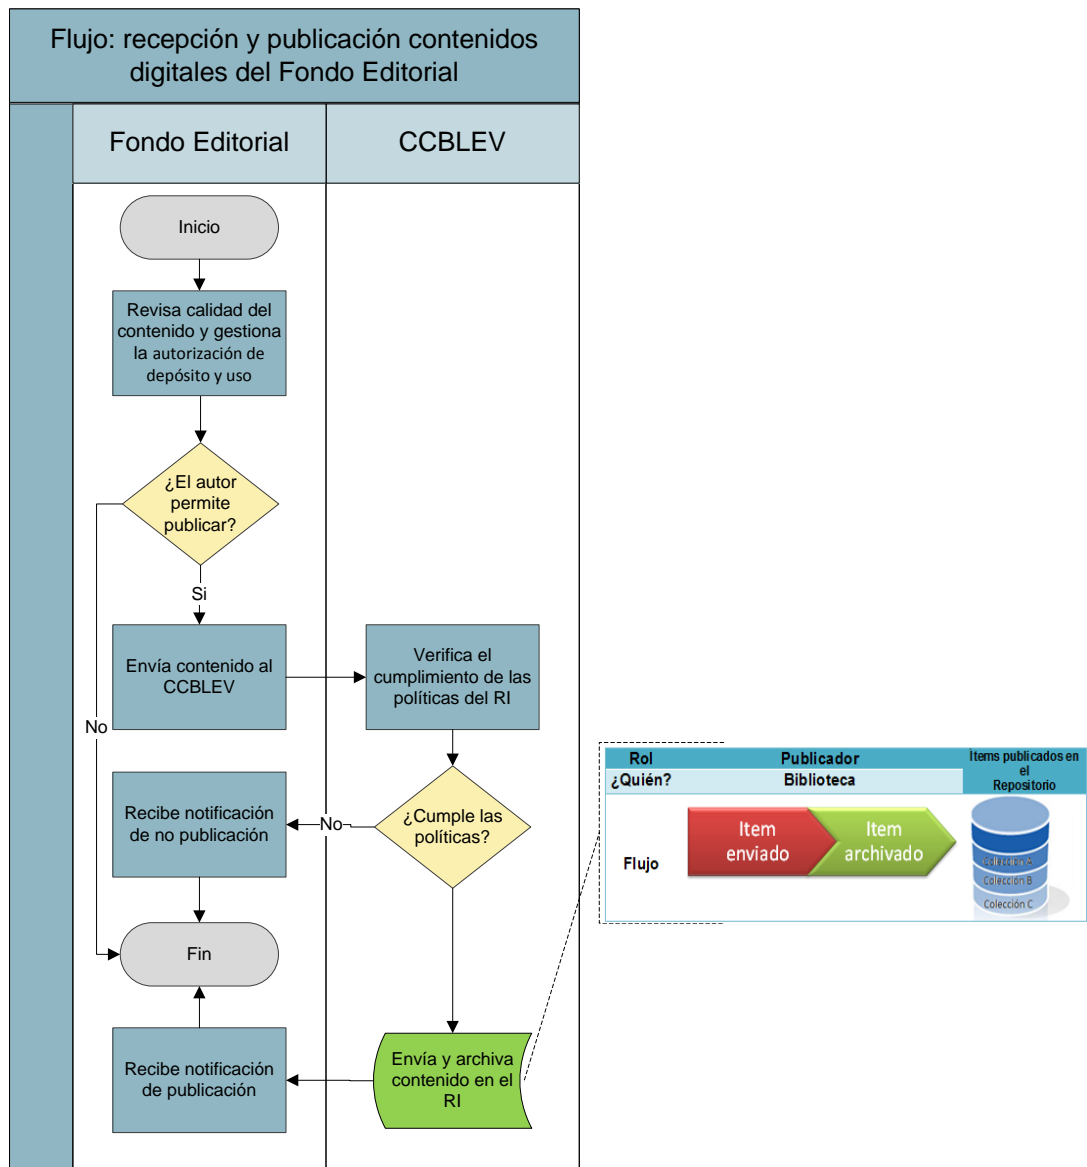 Flujo: recepción y publicación contenidos
digitales del Fondo Editorial
Fondo Editorial
CCBLEV
Inicio
Revisa calidad del
contenido y gestiona
la autorización de
depósito y uso
¿El autor
permite
publicar?
Si
No
Envía contenido al
CCBLEV
Verifica el
cumplimiento de las
políticas del RI
¿Cumple las
políticas?
No
Recibe notificación
de no publicación
Fin
Recibe notificación
de publicación
Envía y archiva
contenido en el
RI
Rol
Publicador
Ítems publicados en
el
Repositorio
¿Quién?
Biblioteca
Flujo
Item
enviado
Item
archivado
Colección A
Colección B
Colección C